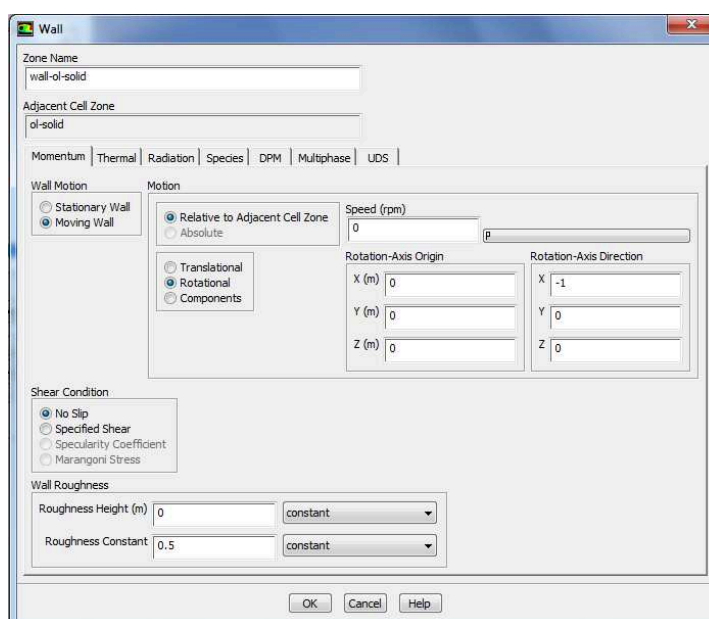 Wall
Zone Name
wall-ol-solid
Adjacent Cell Zone
ol-solid
Momentum Thermal Radiation Species DPM Multiphase UDS
Wall Motion
Stationary Wall
Moving Wall
Motion
Relative to Adjacent Cell Zone
Absolute
Translational
Rotational
Components
Speed (rpm)
0
P
Rotation-Axis Origin
X (m) 0
Y (m) 0
Z (m) 0
Rotation-Axis Direction
X -1
Y 0
Z 0
Shear Condition
No Slip
Specified Shear
Specularity Coefficient
Marangoni Stress
Wall Roughness
Roughness Height (m) 0 constant
Roughness Constant 0.5 constant
OK Cancel Help